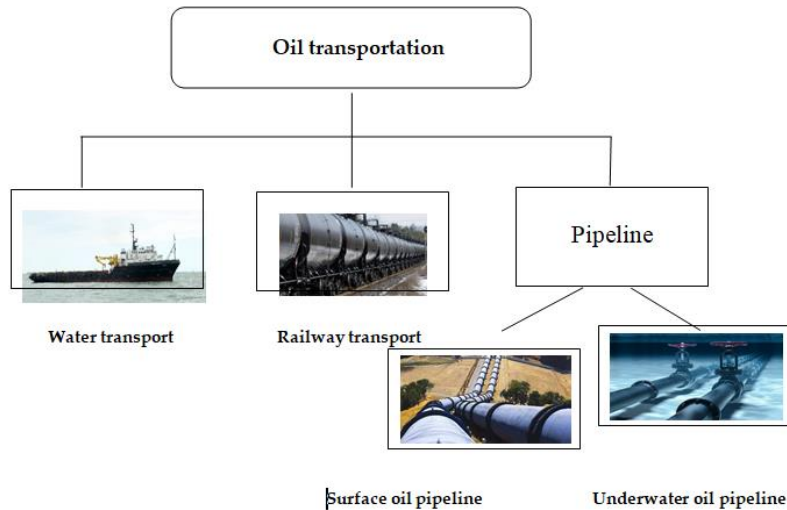 Oil transportation
Pipeline
Water transport
Railway transport
Surface oil pipeline
Underwater oil pipeline